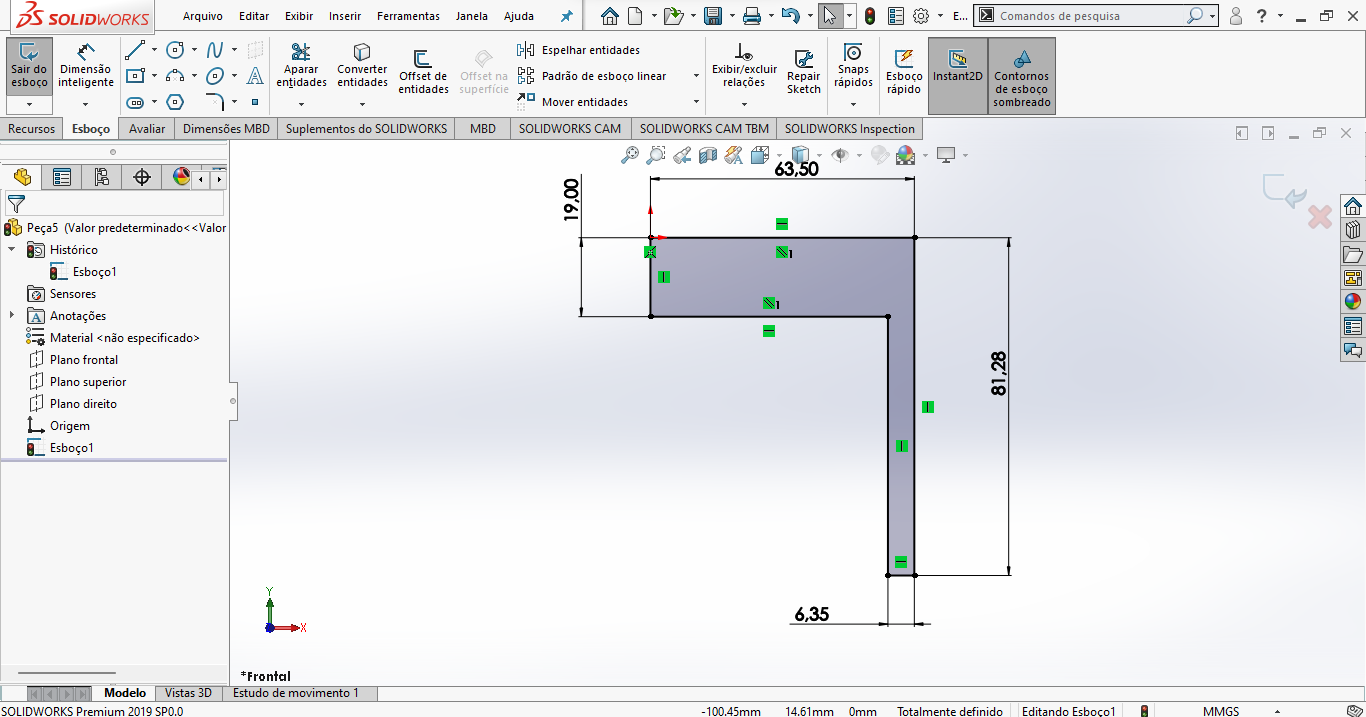 SOLIDWORKS
Arquivo Editar Exibir Inserir Ferramentas Janela Ajuda
E... Comandos de pesquisa
Sair do esboço
Dimensão inteligente
Aparar entidades
Converter entidades
Offset de entidades
Offset na superfície
Espelhar entidades
Padrão de esboço linear
Mover entidades
Exibir/excluir relações
Repair Sketch
Snaps rápidos
Esboço rápido
Instant2D
Contornos de esboço sombreado
Recursos Esboço Avaliar Dimensões MBD Suplementos do SOLIDWORKS MBD SOLIDWORKS CAM SOLIDWORKS CAM TBM SOLIDWORKS Inspection
Peça5 (Valor predeterminado<<Valor
Histórico
Esboço1
Sensores
Anotações
Material <não especificado>
Plano frontal
Plano superior
Plano direito
Origem
Esboço1
63,50
19,00
1
1
81,28
6,35
Y
X
*Frontal
Modelo Vistas 3D Estudo de movimento 1
SOLIDWORKS Premium 2019 SP0.0
-100.45mm 14.61mm 0mm Totalmente definido Editando Esboço1 MMGS